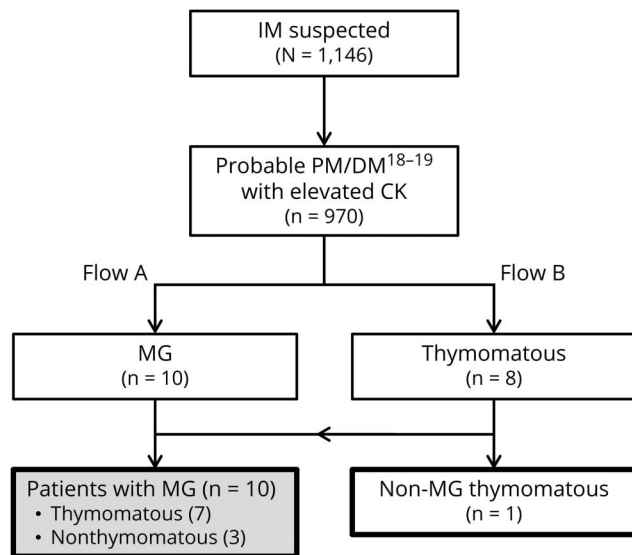 IM suspected
(N = 1,146)
Probable PM/DM18–19
with elevated CK
(n = 970)
Flow A
Flow B
MG
(n = 10)
Thymomatous
(n = 8)
Patients with MG (n = 10)
• Thymomatous (7)
• Nonthymomatous (3)
Non-MG thymomatous
(n = 1)